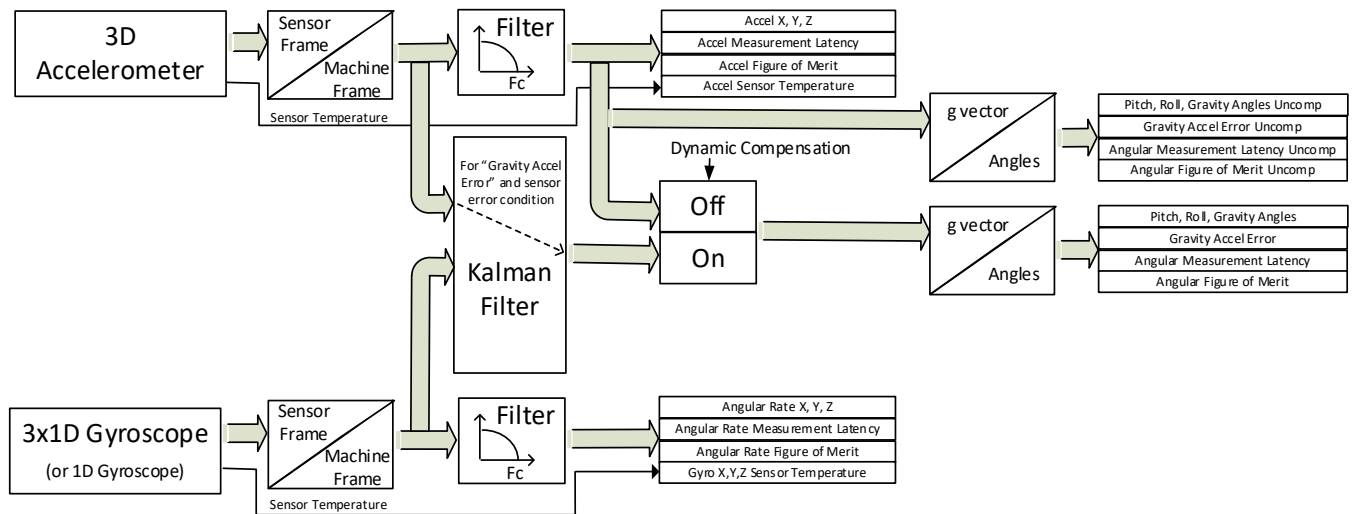 3D
Accelerometer
Sensor
Frame
Machine
Frame
Filter
Fc
Accel X, Y, Z
Accel Measurement Latency
Accel Figure of Merit
Accel Sensor Temperature
Sensor Temperature
g vector
Angles
Pitch, Roll, Gravity Angles Uncomp
Gravity Accel Error Uncomp
Angular Measurement Latency Uncomp
Angular Figure of Merit Uncomp
For “Gravity Accel
Error” and sensor
error condition
Kalman
Filter
Dynamic Compensation
Off
On
g vector
Angles
Pitch, Roll, Gravity Angles
Gravity Accel Error
Angular Measurement Latency
Angular Figure of Merit
3x1D Gyroscope
(or 1D Gyroscope)
Sensor
Frame
Machine
Frame
Filter
Fc
Angular Rate X, Y, Z
Angular Rate Measurement Latency
Angular Rate Figure of Merit
Gyro X,Y,Z Sensor Temperature
Sensor Temperature